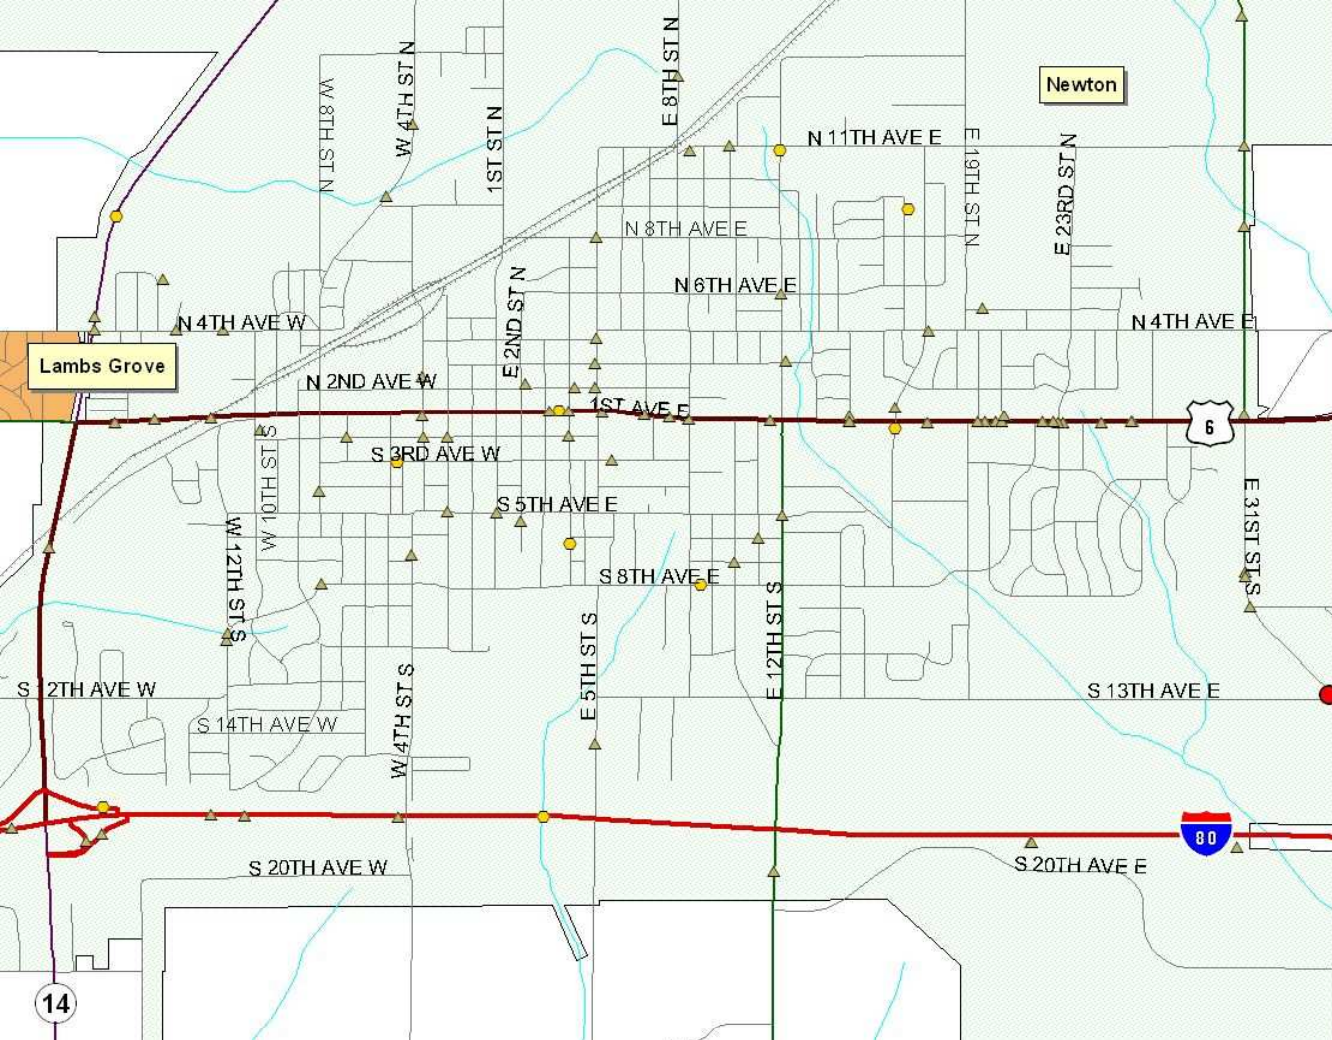 W 8TH ST N
W 4TH ST N
1ST ST N
E 8TH ST N
Newton
N 11TH AVE E
E 19TH ST N
E 23RD ST N
N 8TH AVE E
E 2ND ST N
N 6TH AVE E
N 4TH AVE W
N 4TH AVE E
Lambs Grove
N 2ND AVE W
1ST AVE E
6
S 3RD AVE W
W 10TH ST S
S 5TH AVE E
E 31ST ST S
W 12TH ST S
S 8TH AVE E
E 5TH ST S
E 12TH ST S
S 12TH AVE W
S 13TH AVE E
S 14TH AVE W
W 4TH ST S
80
S 20TH AVE W
S 20TH AVE E
14